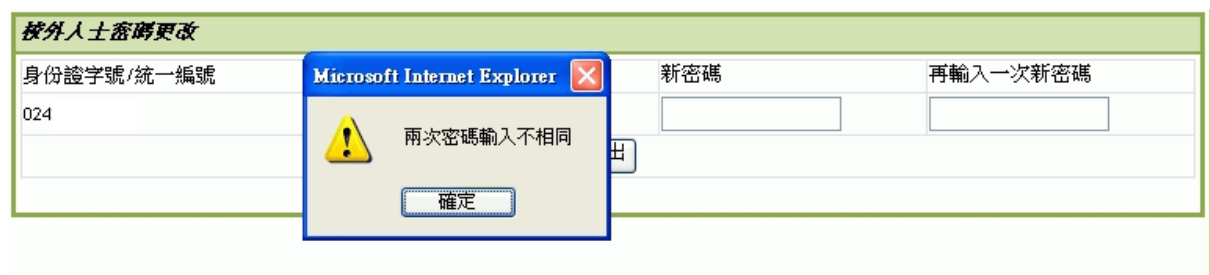 校外人士密碼更改
身份證字號/統一編號
新密碼
再輸入一次新密碼
024
出
Microsoft Internet Explorer
兩次密碼輸入不相同
確定